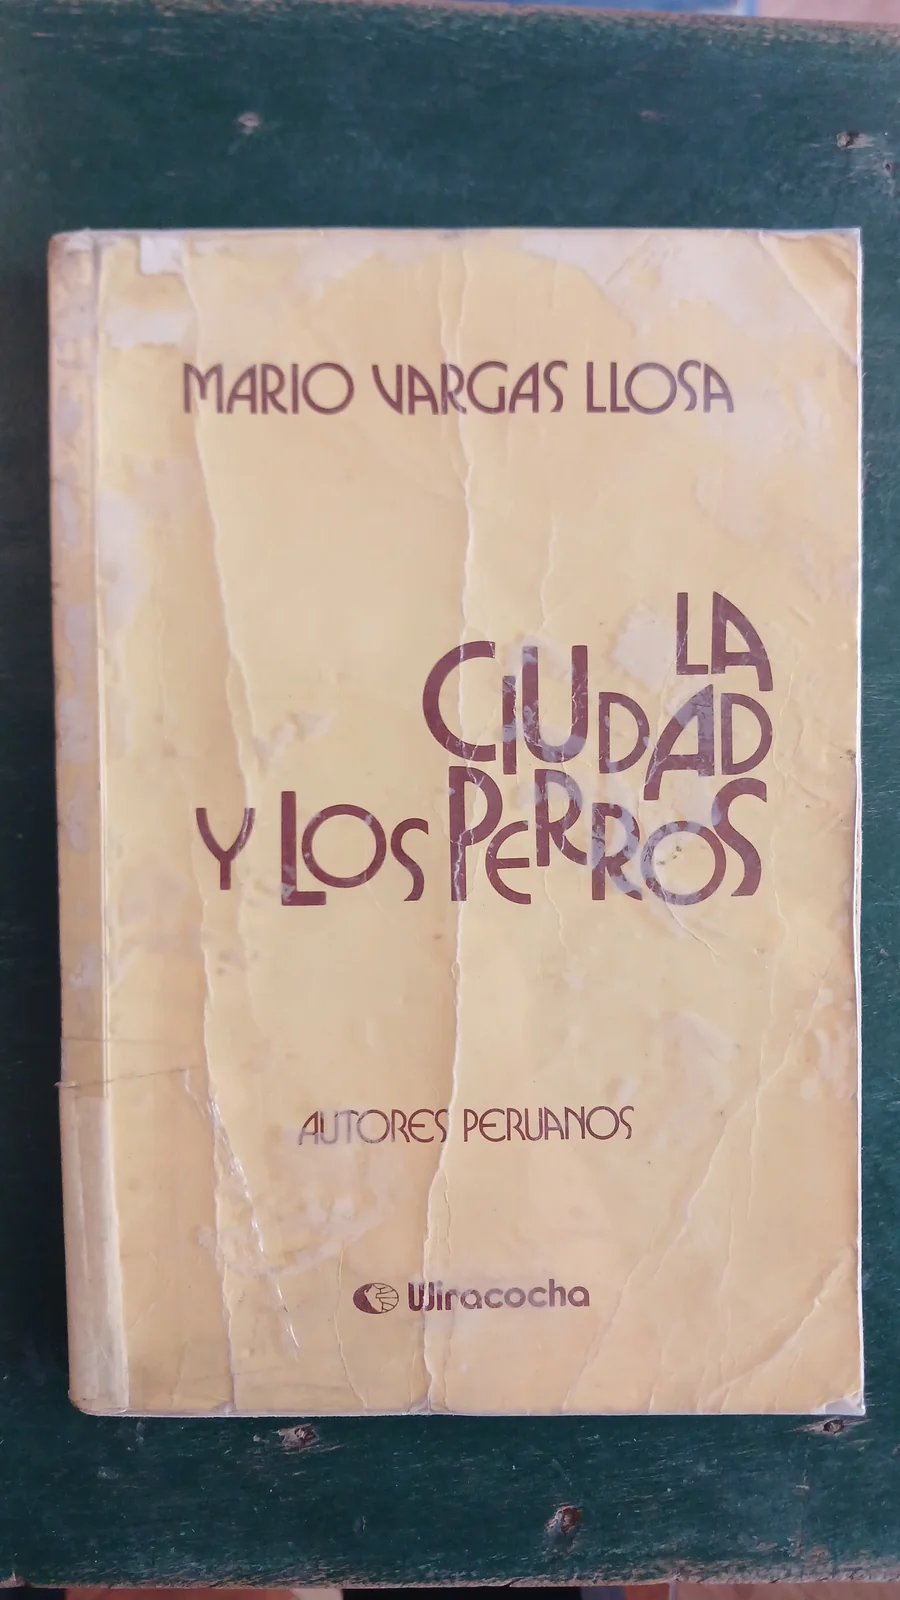 MARIO VARGAS LLOSA
LA
CIUDAD
Y LOS PERROS
AUTORES PERUANOS
Wiracocha